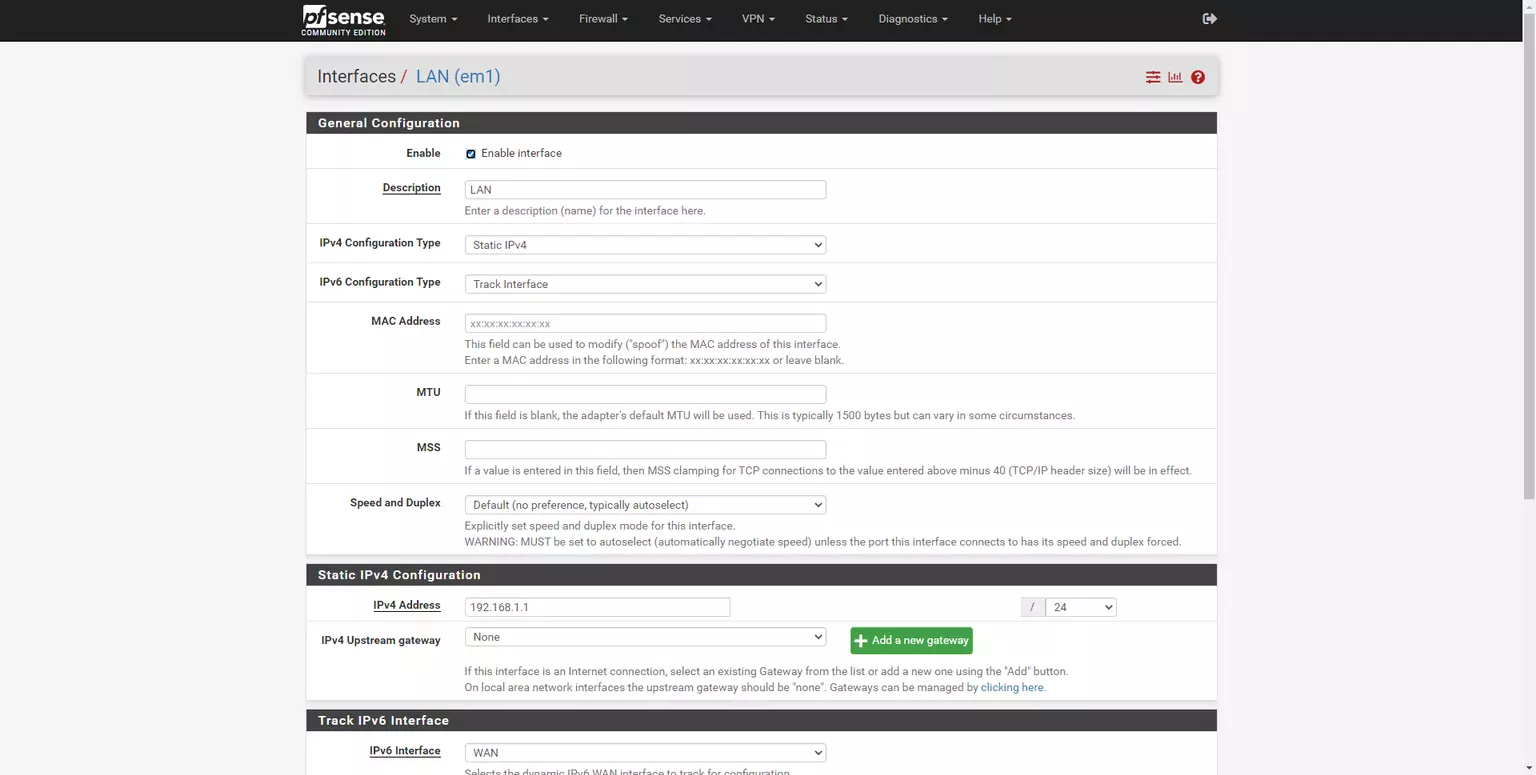 pfsense
COMMUNITY EDITION
System Interfaces Firewall Services VPN Status Diagnostics Help
Interfaces / LAN (em1)
General Configuration
Enable Enable interface
Description LAN
Enter a description (name) for the interface here.
IPv4 Configuration Type Static IPv4
IPv6 Configuration Type Track Interface
MAC Address xx:xx:xx:xx:xx:xx
This field can be used to modify ("spoof") the MAC address of this interface.
Enter a MAC address in the following format: xx:xx:xx:xx:xx:xx or leave blank.
MTU
If this field is blank, the adapter's default MTU will be used. This is typically 1500 bytes but can vary in some circumstances.
MSS
If a value is entered in this field, then MSS clamping for TCP connections to the value entered above minus 40 (TCP/IP header size) will be in effect.
Speed and Duplex Default (no preference, typically autoselect)
Explicitly set speed and duplex mode for this interface.
WARNING: MUST be set to autoselect (automatically negotiate speed) unless the port this interface connects to has its speed and duplex forced.
Static IPv4 Configuration
IPv4 Address 192.168.1.1 / 24
IPv4 Upstream gateway None Add a new gateway
If this interface is an Internet connection, select an existing Gateway from the list or add a new one using the "Add" button.
On local area network interfaces the upstream gateway should be "none". Gateways can be managed by clicking here.
Track IPv6 Interface
IPv6 Interface WAN
Selects the dynamic IPv6 WAN interface to track for configuration.